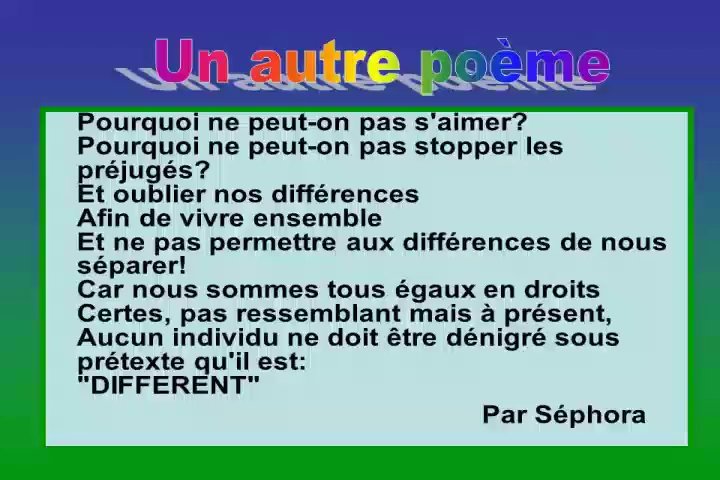 Un autre poème
Pourquoi ne peut-on pas s'aimer?
Pourquoi ne peut-on pas stopper les
préjugés?
Et oublier nos différences
Afin de vivre ensemble
Et ne pas permettre aux différences de nous
séparer!
Car nous sommes tous égaux en droits
Certes, pas ressemblant mais à présent,
Aucun individu ne doit être dénigré sous
prétexte qu'il est:
"DIFFERENT"
Par Séphora